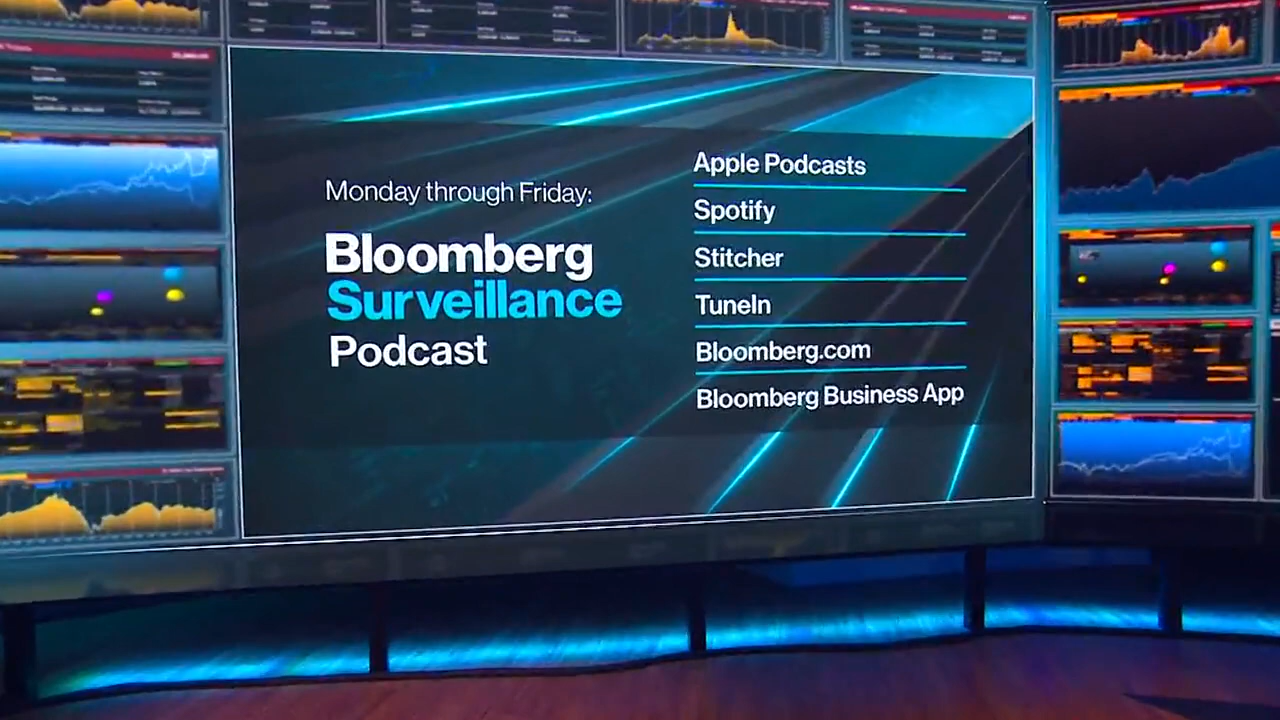 Monday through Friday:
Bloomberg
Surveillance
Podcast
Apple Podcasts
Spotify
Stitcher
TuneIn
Bloomberg.com
Bloomberg Business App